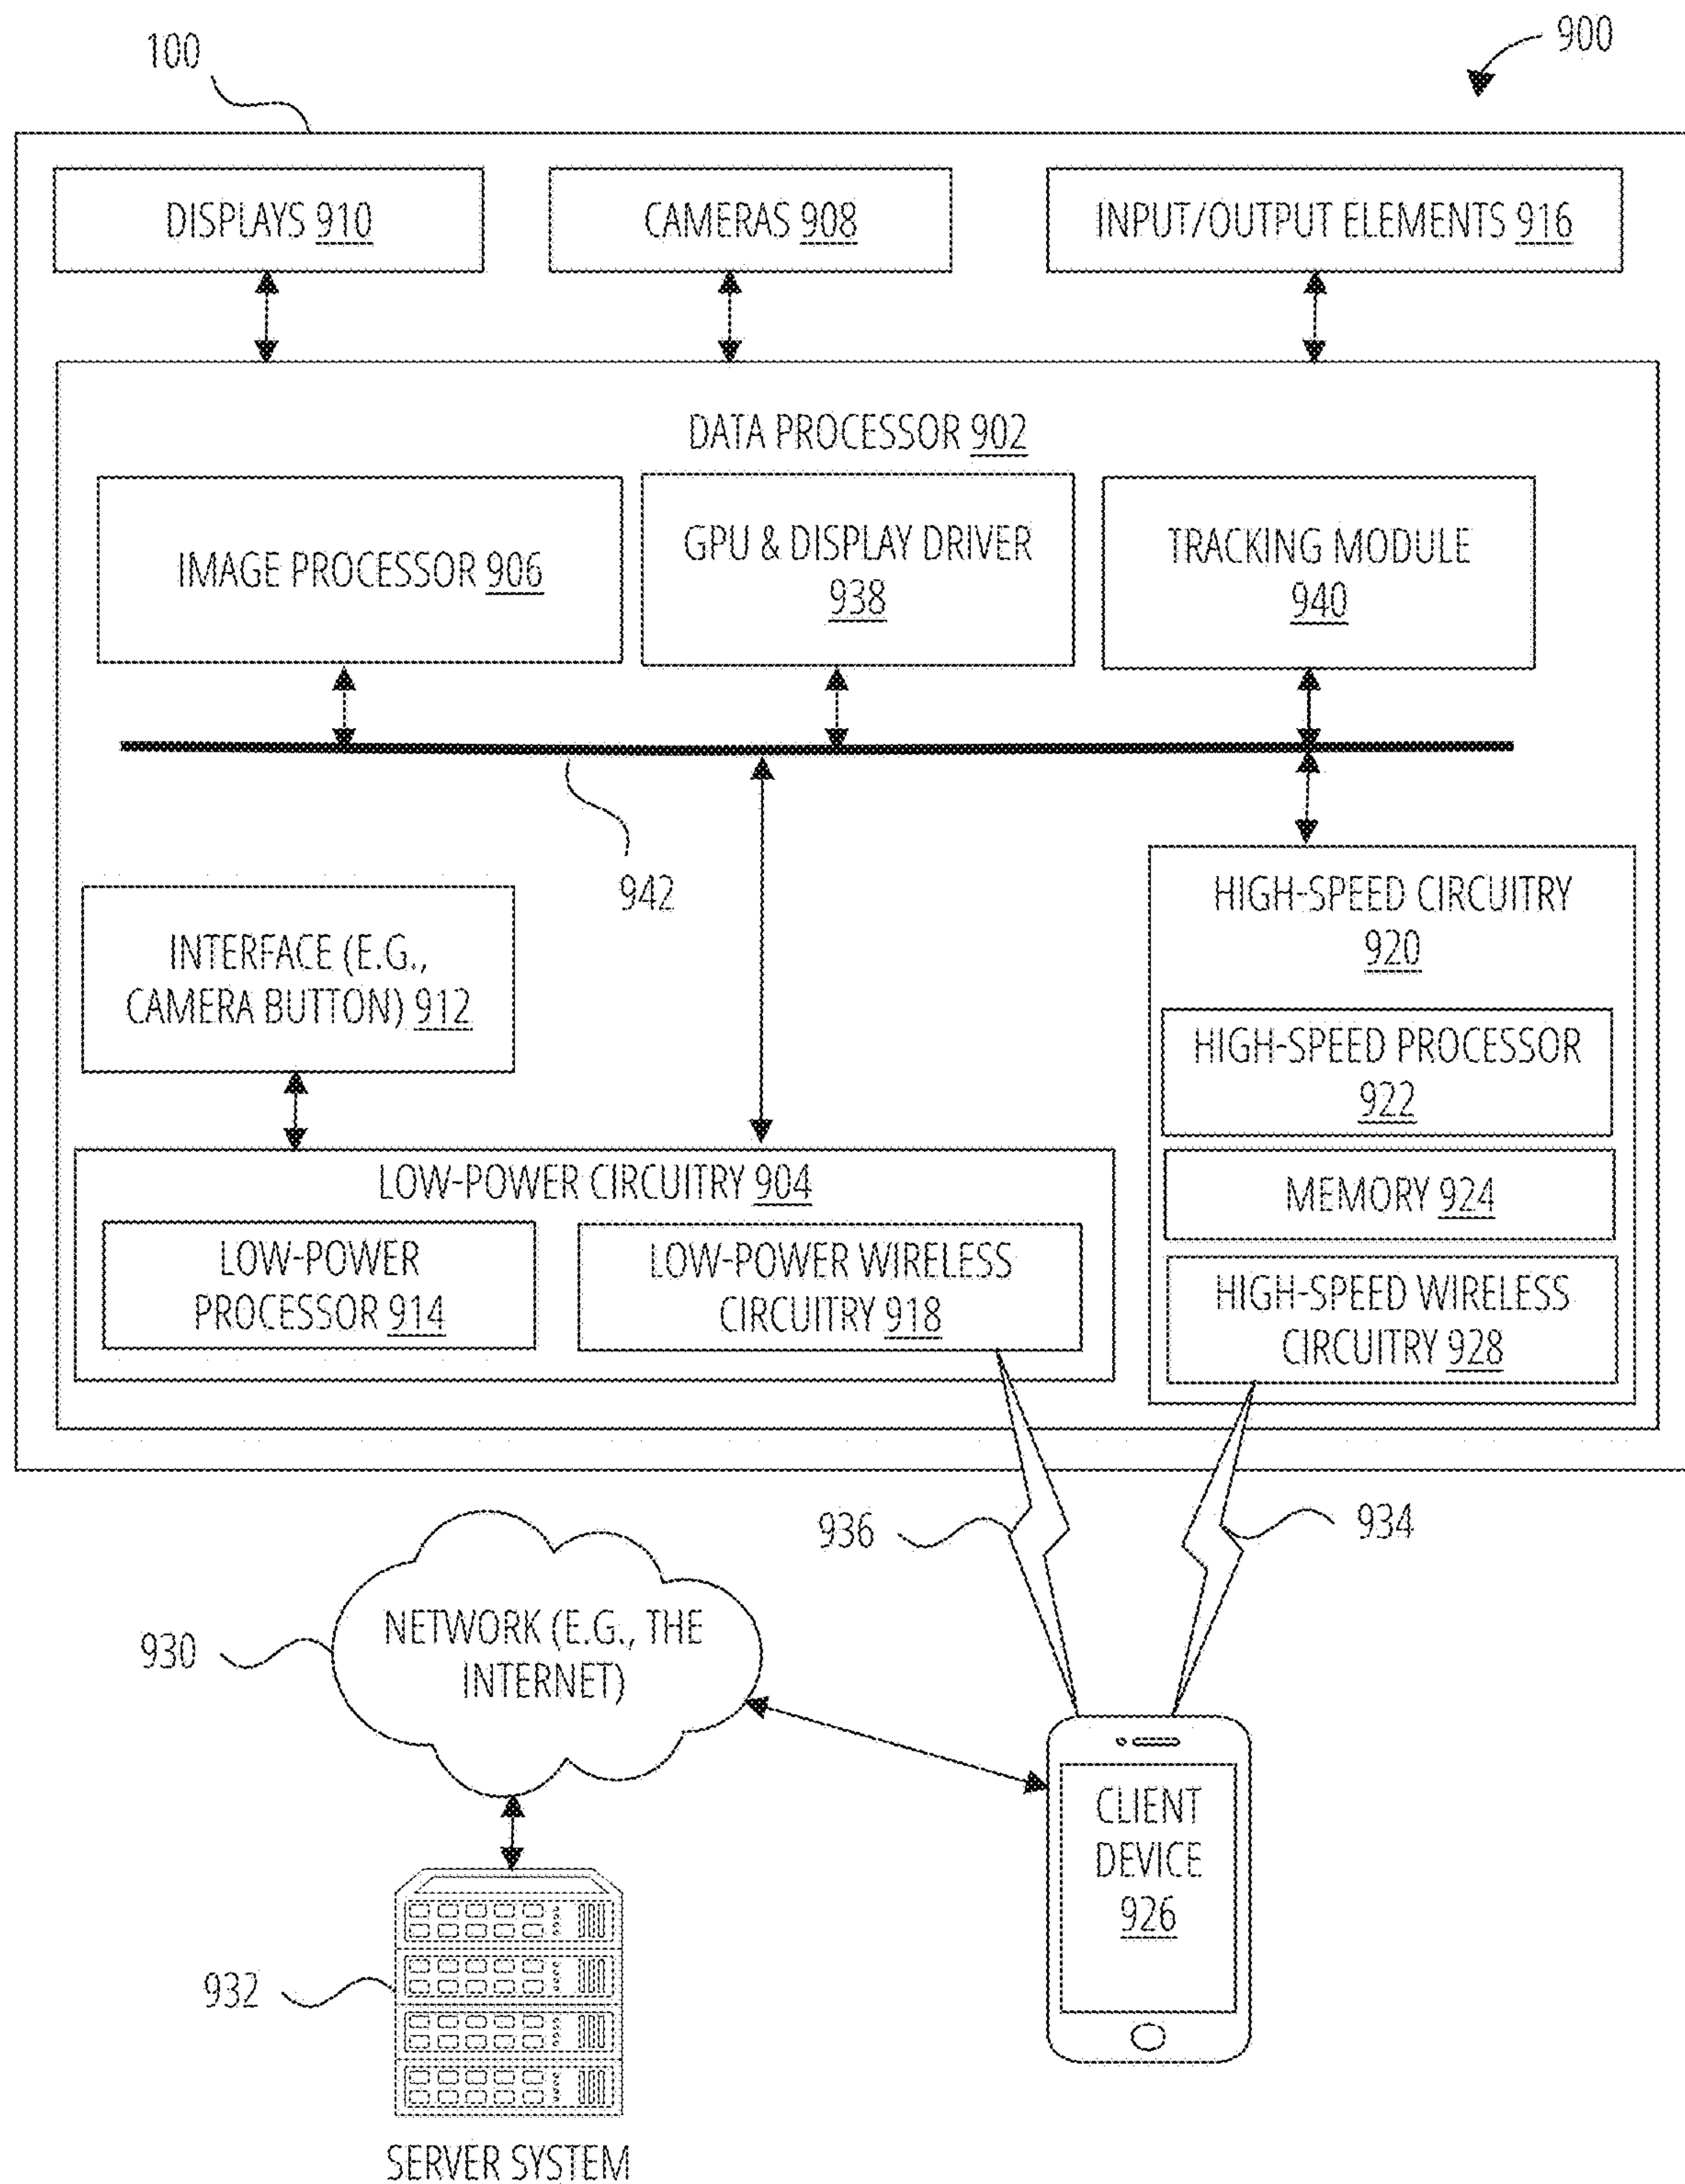 100
900
DISPLAYS 910
CAMERAS 908
INPUT/OUTPUT ELEMENTS 916
DATA PROCESSOR 902
IMAGE PROCESSOR 906
GPU & DISPLAY DRIVER
938
TRACKING MODULE
940
942
INTERFACE (E.G.,
CAMERA BUTTON) 912
HIGH-SPEED CIRCUITRY
920
HIGH-SPEED PROCESSOR
922
MEMORY 924
HIGH-SPEED WIRELESS
CIRCUITRY 928
LOW-POWER CIRCUITRY 904
LOW-POWER
PROCESSOR 914
LOW-POWER WIRELESS
CIRCUITRY 918
936
934
930
NETWORK (E.G., THE
INTERNET)
CLIENT
DEVICE
926
932
SERVER SYSTEM